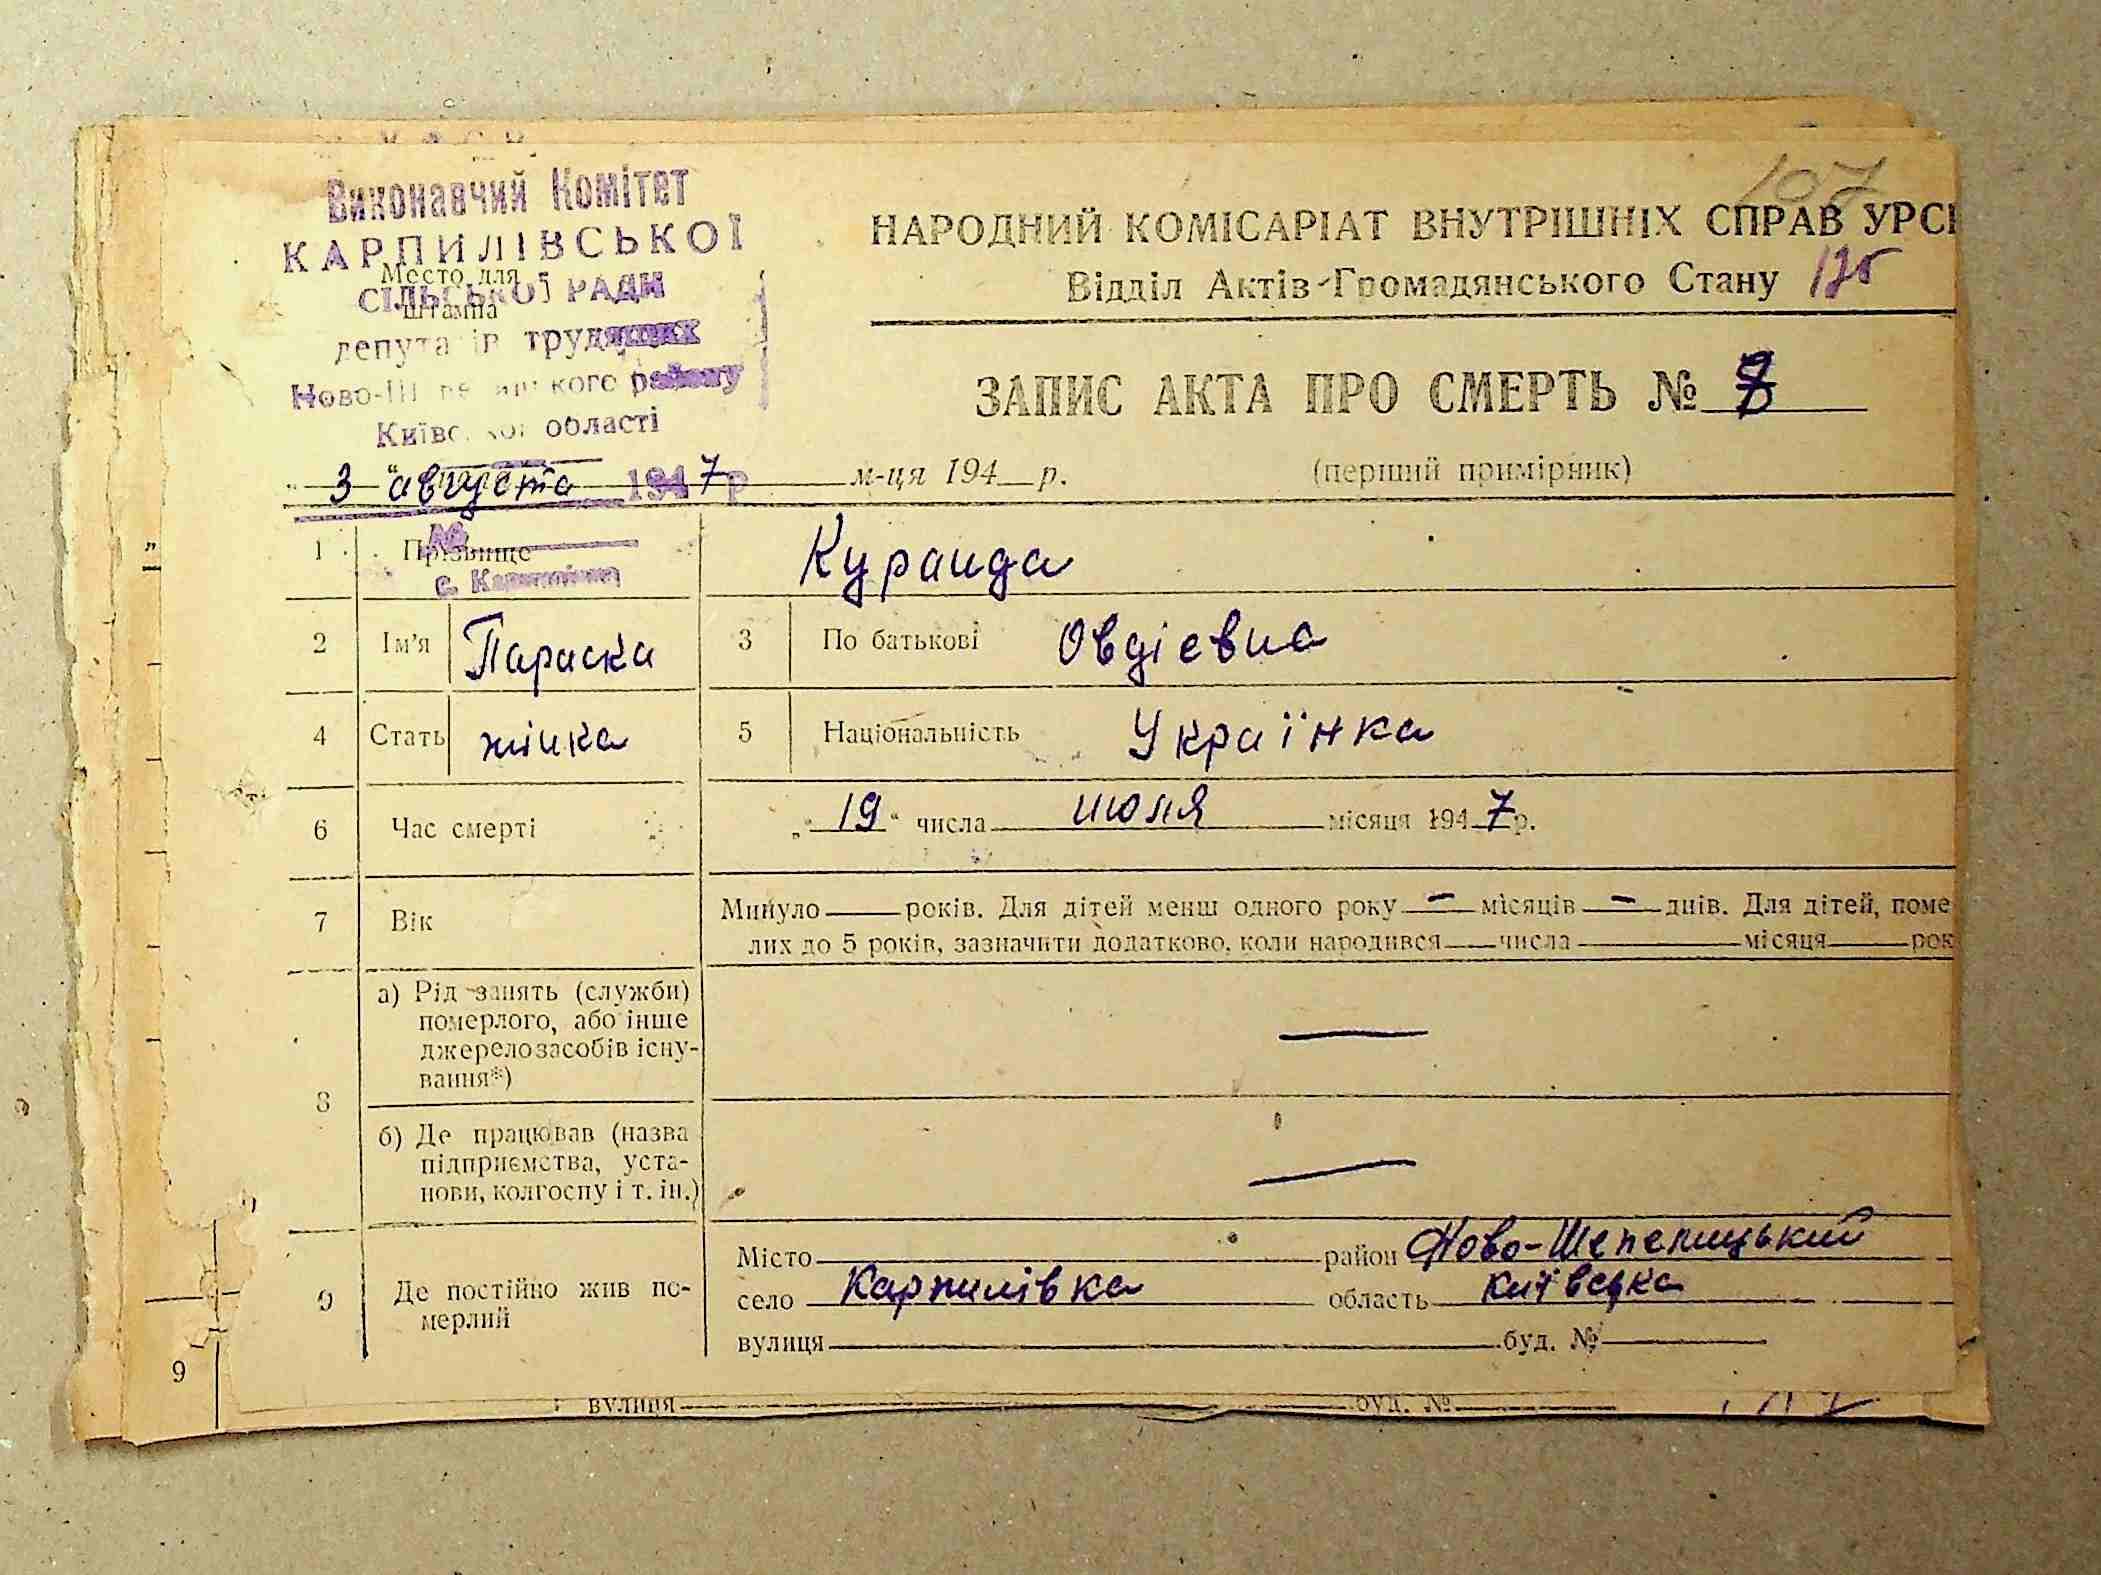 107
Виконавчий Комітет
КАРПИЛІВСЬКОЇ
Место для
СІЛЬСЬКОЇ РАДИ
штампа
депутатів трудящих
Ново-Шепелицького району
Київської області
НАРОДНИЙ КОМІСАРІАТ ВНУТРІШНІХ СПРАВ УРСР
Відділ Актів Громадянського Стану
ЗАПИС АКТА ПРО СМЕРТЬ № 8
„ 3 " августа 1947 р м-ця 194 р. (перший примірник)
1 Прізвище Куранда
№
с. Карпилівка
2 Ім'я Параска 3 По батькові Овдієвна
4 Стать жінка 5 Національність Українка
6 Час смерті „ 19 " числа июля місяця 1947 р.
7 Вік Минуло років. Для дітей менш одного року – місяців – днів. Для дітей, поме
лих до 5 років, зазначити додатково, коли народився числа місяця рок
8 а) Рід занять (служби)
померлого, або інше
джерело засобів існу-
вання*) —
б) Де працював (назва
підприємства, уста-
нови, колгоспу і т. ін.) —
9 Де постійно жив по-
мерлий
Місто район Ново-Шепелицький
село Карпилівка область київська
вулиця буд. №
9
вулиця буд. №